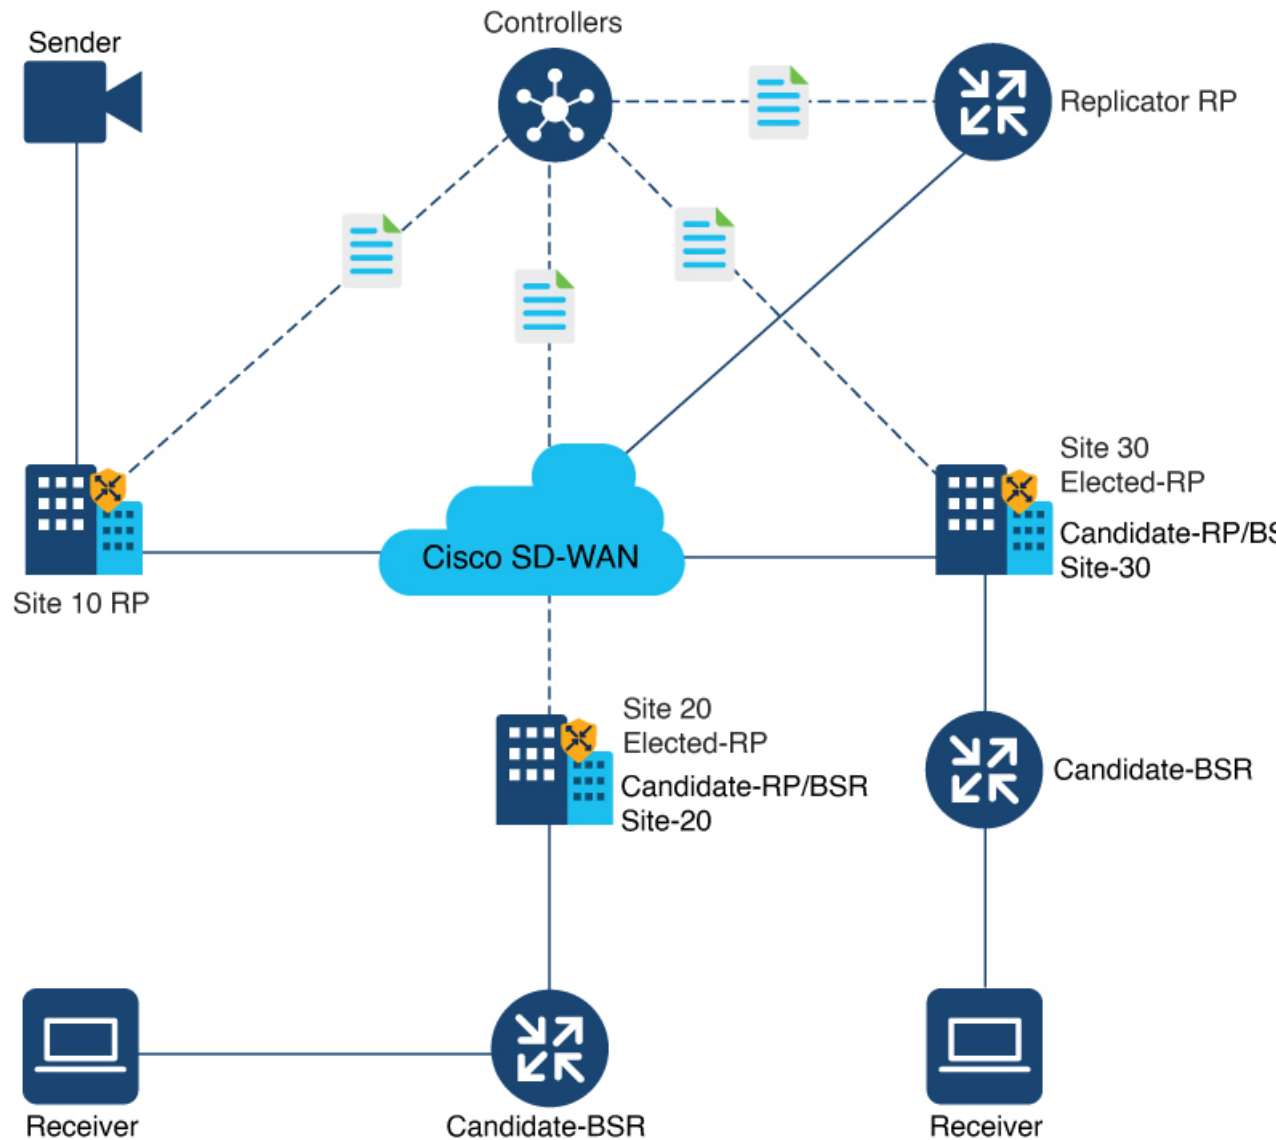 Controllers
Sender
Replicator RP
Site 30
Elected-RP
Candidate-RP/BS
Site-30
Cisco SD-WAN
Site 10 RP
Site 20
Elected-RP
Candidate-RP/BSR
Site-20
Candidate-BSR
Receiver
Candidate-BSR
Receiver